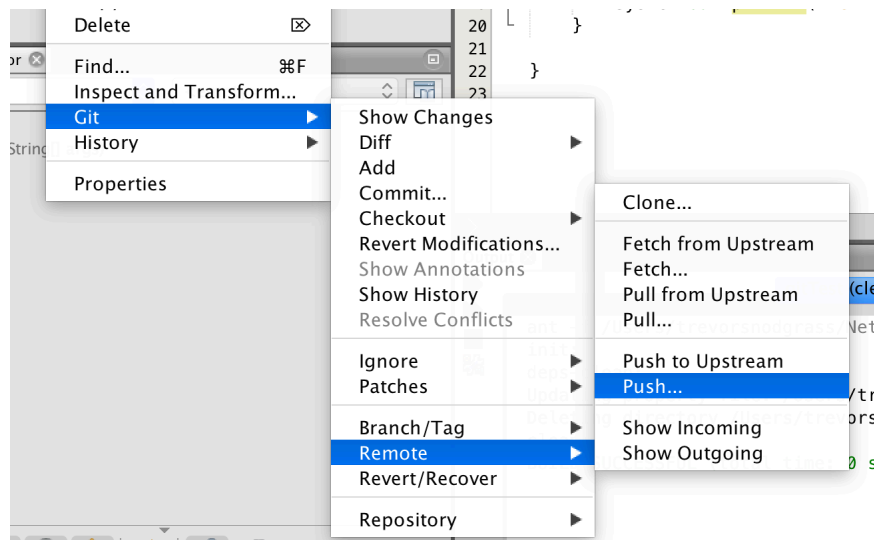 Delete
Find... ⌘F
Inspect and Transform...
Git
History
Properties
Show Changes
Diff
Add
Commit...
Checkout
Revert Modifications...
Show Annotations
Show History
Resolve Conflicts
Ignore
Patches
Branch/Tag
Remote
Revert/Recover
Repository
Clone...
Fetch from Upstream
Fetch...
Pull from Upstream
Pull...
Push to Upstream
Push...
Show Incoming
Show Outgoing
20 }
21
22 }
23
String
(cle